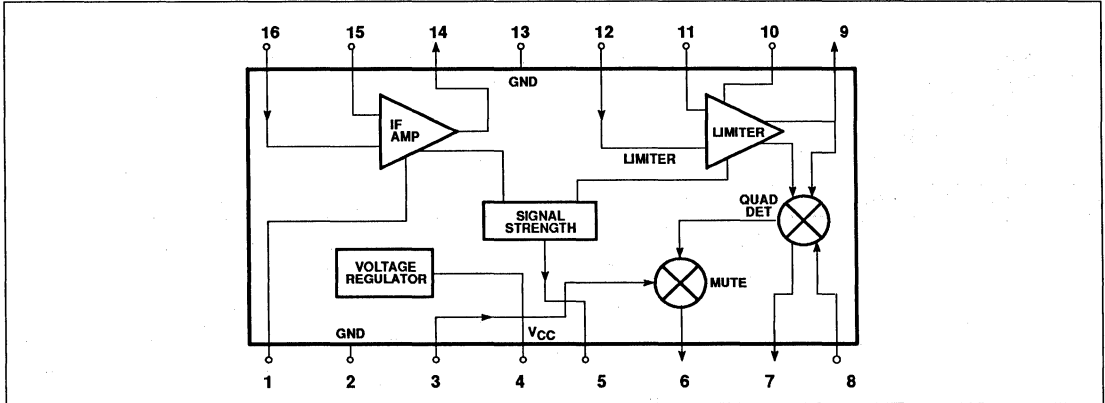 16 15 14 13 12 11 10 9
GND
IF
AMP
LIMITER
LIMITER
QUAD
DET
SIGNAL
STRENGTH
VOLTAGE
REGULATOR
MUTE
GND
VCC
1 2 3 4 5 6 7 8